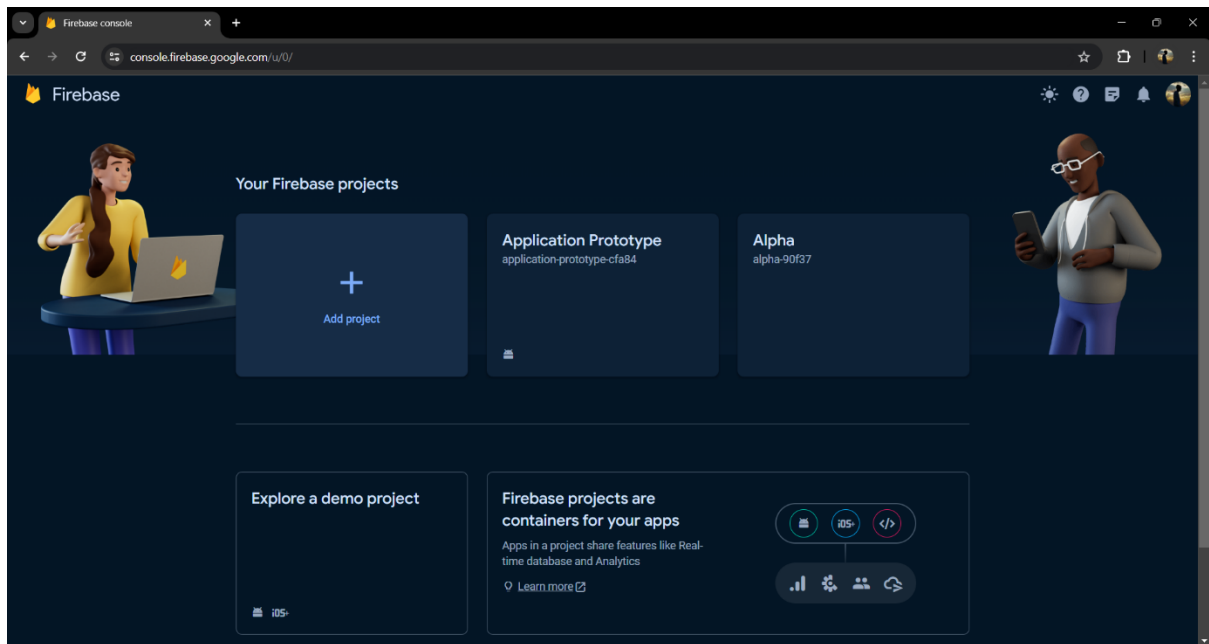 Firebase console
console.firebase.google.com/u/0/
Firebase
Your Firebase projects
Add project
Application Prototype
application-prototype-cfa84
Alpha
alpha-90f37
Explore a demo project
iOS+
Firebase projects are
containers for your apps
Apps in a project share features like Real-
time database and Analytics
Learn more
iOS+